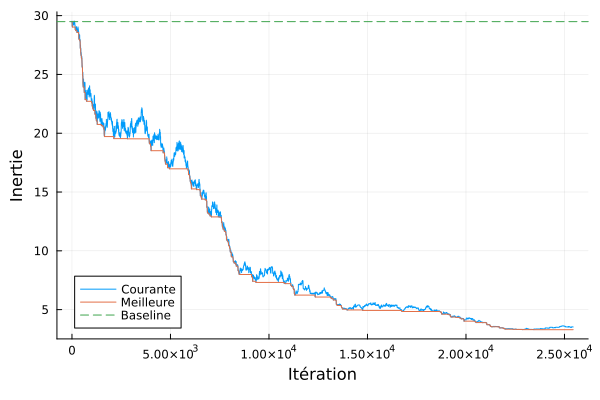 30
25
20
15
10
5
Inertie
Courante
Meilleure
Baseline
0 5.00×10³ 1.00×10⁴ 1.50×10⁴ 2.00×10⁴ 2.50×10⁴
Itération